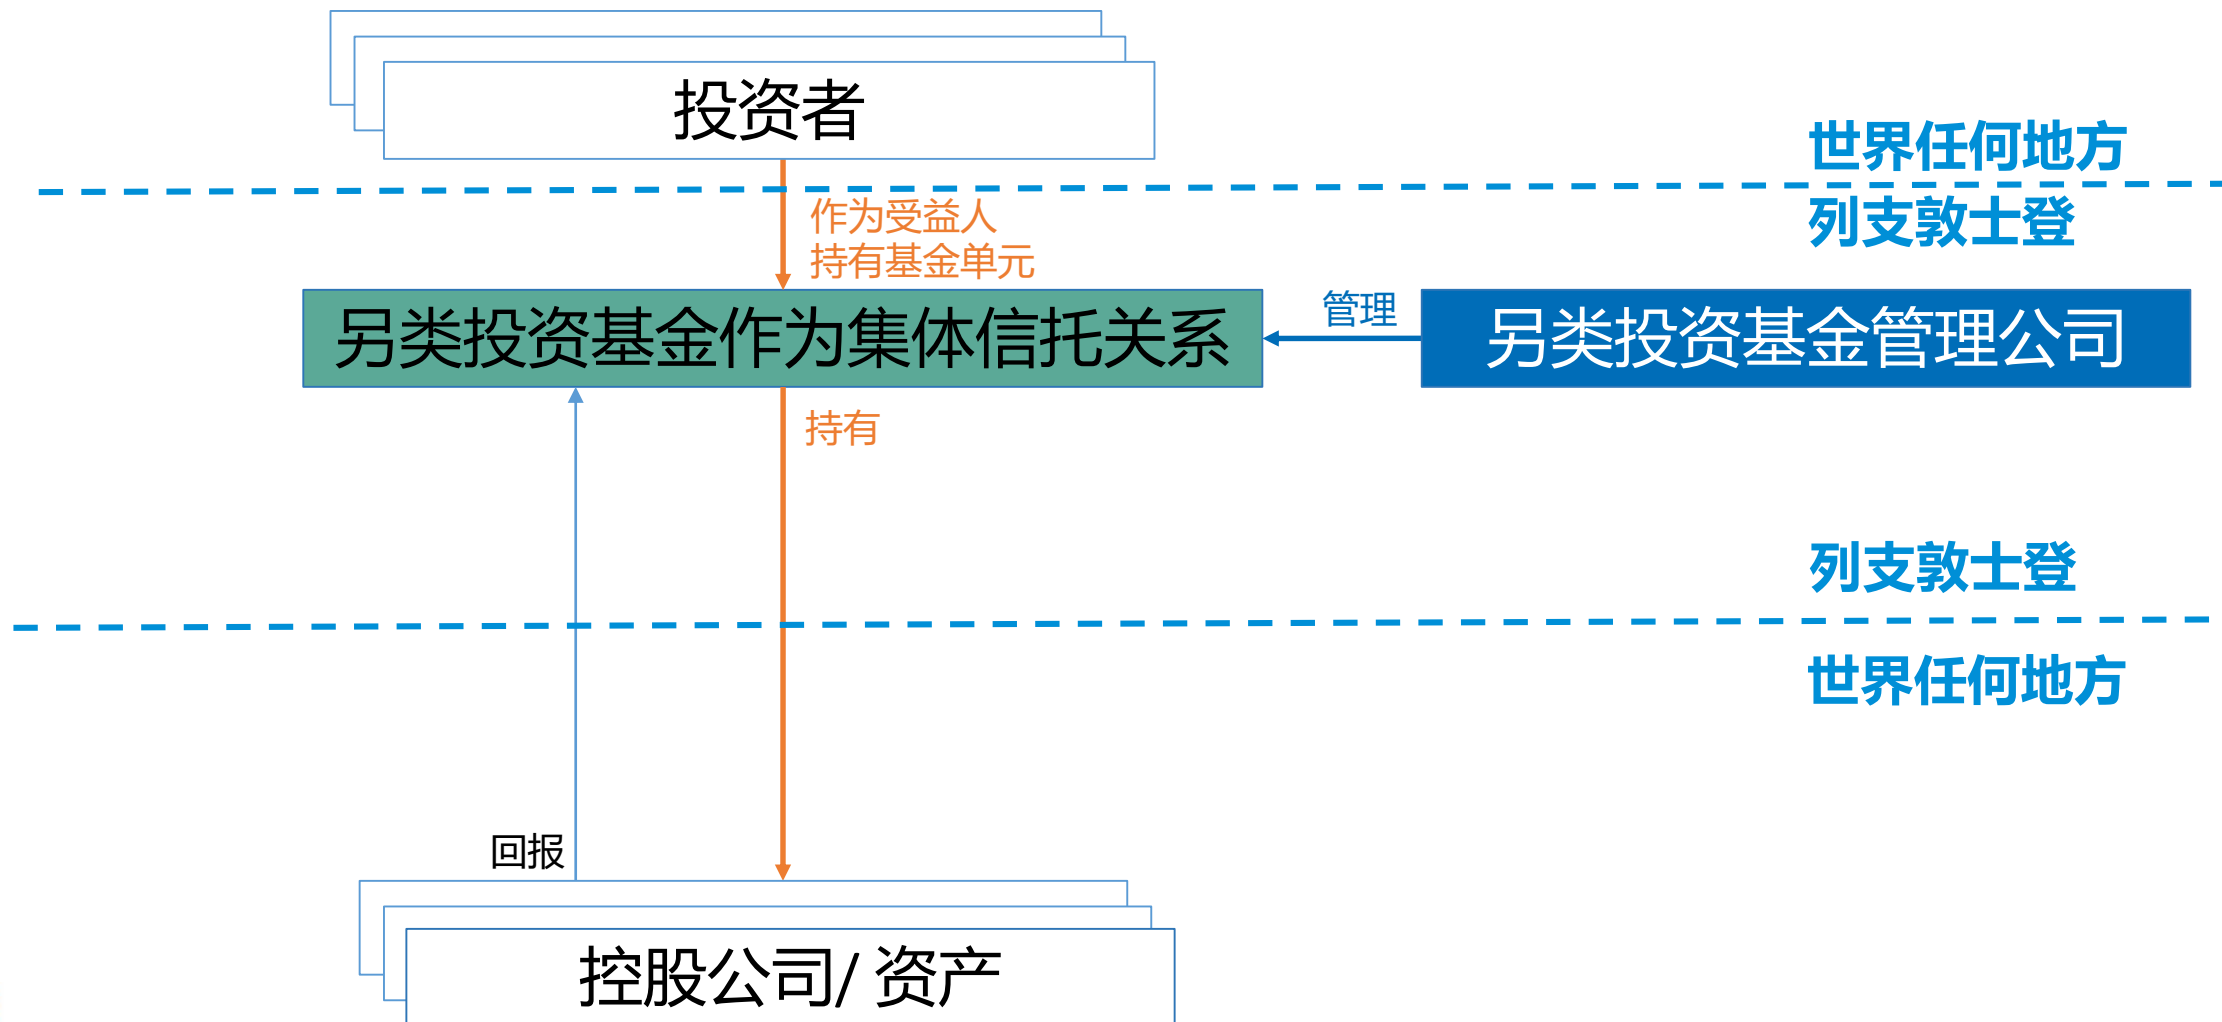 投资者
世界任何地方
作为受益人
列支敦士登
持有基金单元
另类投资基金作为集体信托关系
管理
另类投资基金管理公司
持有
列支敦士登
世界任何地方
回报
控股公司/ 资产